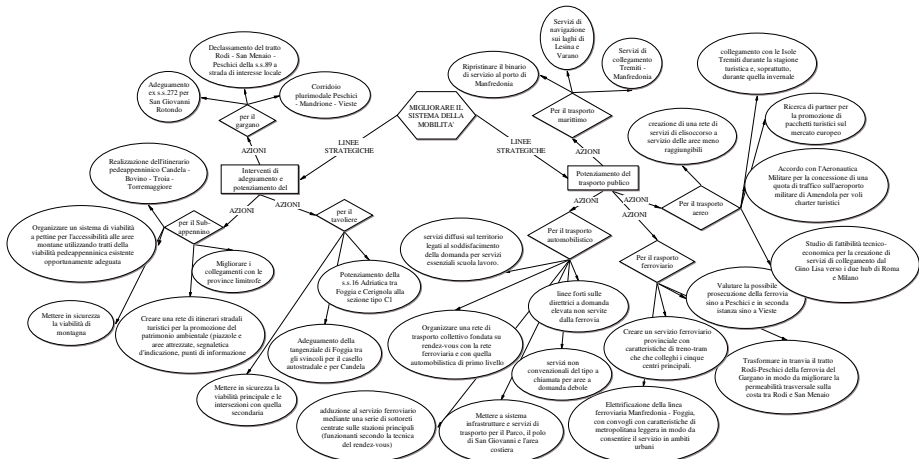 MIGLIORARE IL
SISTEMA DELLA
MOBILITA'
LINEE
STRATEGICHE
LINEE
STRATEGICHE
Interventi di
adeguamento e
potenziamento del
AZIONI
AZIONI
AZIONI
per il
gargano
Adeguamento
ex s.s.272 per
San Giovanni
Rotondo
Declassamento del tratto
Rodi - San Menaio -
Peschici della s.s.89 a
strada di interesse locale
Corridoio
plurimodale Peschici
- Mandrione - Vieste
per il Sub-
appennino
Realizzazione dell'itinerario
pedeappenninico Candela -
Bovino - Troia -
Torremaggiore
Organizzare un sistema di viabilità
a pettine per l'accessibilità alle aree
montane utilizzando tratti della
viabilità pedeappenninica esistente
opportunamente adeguata
Mettere in sicurezza
la viabilità di
montagna
Creare una rete di itinerari stradali
turistici per la promozione del
patrimonio ambientale (piazzole e
aree attrezzate, segnaletica
d'indicazione, punti di informazione
Migliorare i
collegamenti con le
province limitrofe
per il
tavoliere
Potenziamento della
s.s.16 Adriatica tra
Foggia e Cerignola alla
sezione tipo C1
Adeguamento della
tangenziale di Foggia tra
gli svincoli per il casello
autostradale e per Candela
Mettere in sicurezza la
viabilità principale e le
intersezioni con quella
secondaria
Potenziamento del
trasporto publico
AZIONI
AZIONI
AZIONI
AZIONI
Per il trasporto
marittimo
Ripristinare il binario
di servizio al porto di
Manfredonia
Servizi di
navigazione
sui laghi di
Lesina e
Varano
Servizi di
collegamento
Tremiti -
Manfredonia
Per il trasporto
aereo
creazione di una rete di
servizi di elisoccorso a
servizio delle aree meno
raggiungibili
collegamento con le Isole
Tremiti durante la stagione
turistica e, soprattutto,
durante quella invernale
Ricerca di partner per
la promozione di
pacchetti turistici sul
mercato europeo
Accordo con l'Aeronautica
Militare per la concessione di una
quota di traffico sull'aeroporto
militare di Amendola per voli
charter turistici
Studio di fattibilità tecnico-
economica per la creazione di
servizi di collegamento dal
Gino Lisa verso i due hub di Roma
e Milano
Per il trasporto
automobilistico
servizi diffusi sul territorio
legati al soddisfacimento
della domanda per servizi
essenziali scuola lavoro.
Organizzare una rete di
trasporto collettivo fondata su
rendez-vous con la rete
ferroviaria e con quella
automobilistica di primo livello
adduzione al servizio ferroviario
mediante una serie di sottoreti
centrate sulle stazioni principali
(funzionanti secondo la tecnica
del rendez-vous)
Mettere a sistema
infrastrutture e servizi di
trasporto per il Parco, il polo
di San Giovanni e l'area
costiera
servizi non
convenzionali del tipo a
chiamata per aree a
domanda debole
linee forti sulle
direttrici a domanda
elevata non servite
dalla ferrovia
Per il rasporto
ferroviario
Valutare la possibile
prosecuzione della ferrovia
sino a Peschici e in seconda
istanza sino a Vieste
Creare un servizio ferroviario
provinciale con
caratteristiche di treno-tram
che che colleghi i cinque
centri principali.
Trasformare in tranvia il tratto
Rodi-Peschici della ferrovia del
Gargano in modo da migliorare la
permeabilità trasversale sulla
costa tra Rodi e San Menaio
Elettrificazione della linea
ferroviaria Manfredonia - Foggia,
con convogli con caratteristiche di
metropolitana leggera in modo da
consentire il servizio in ambiti
urbani